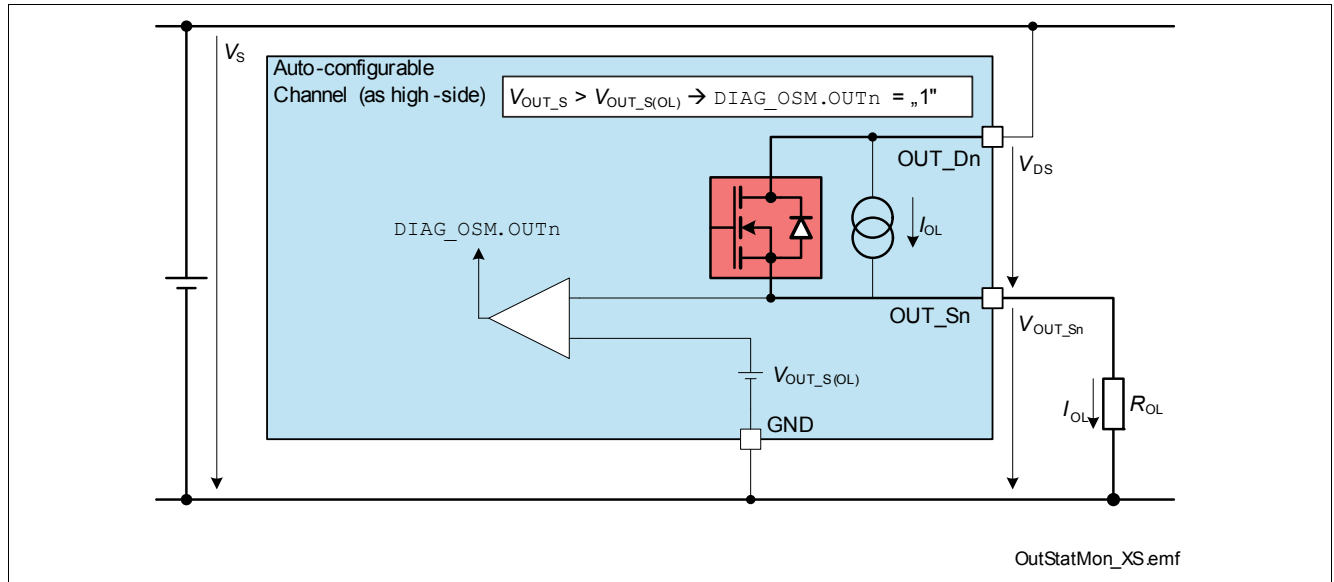 VS
Auto-configurable
Channel (as high -side)
VOUT_S > VOUT_S(OL) → DIAG_OSM.OUTn = „1"
OUT_Dn
VDS
IOL
DIAG_OSM.OUTn
OUT_Sn
VOUT_Sn
VOUT_S(OL)
IOL
ROL
GND
OutStatMon_XS.emf